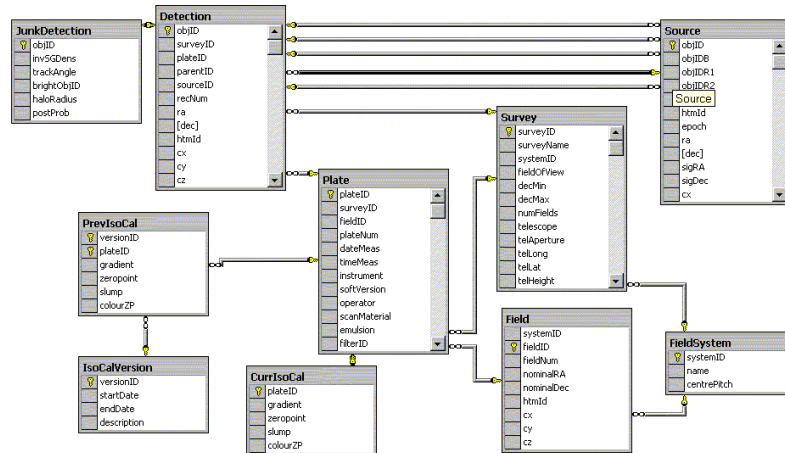 JunkDetection
objID
invSGDens
trackAngle
brightObjID
haloRadius
postProb
Detection
objID
surveyID
plateID
parentID
sourceID
recNum
ra
[dec]
htmId
cx
cy
cz
Source
objID
objIDB
objIDR1
objIDR2
Source
htmId
epoch
ra
[dec]
sigRA
sigDec
cx
Survey
surveyID
surveyName
systemID
fieldOfView
decMin
decMax
numFields
telescope
telAperture
telLong
telLat
telHeight
Plate
plateID
surveyID
fieldID
plateNum
dateMeas
timeMeas
instrument
softVersion
operator
scanMaterial
emulsion
filterID
PrevIsoCal
versionID
plateID
gradient
zeropoint
slump
colourZP
IsoCalVersion
versionID
startDate
endDate
description
CurrIsoCal
plateID
gradient
zeropoint
slump
colourZP
Field
systemID
fieldID
fieldNum
nominalRA
nominalDec
htmId
cx
cy
cz
FieldSystem
systemID
name
centrePitch